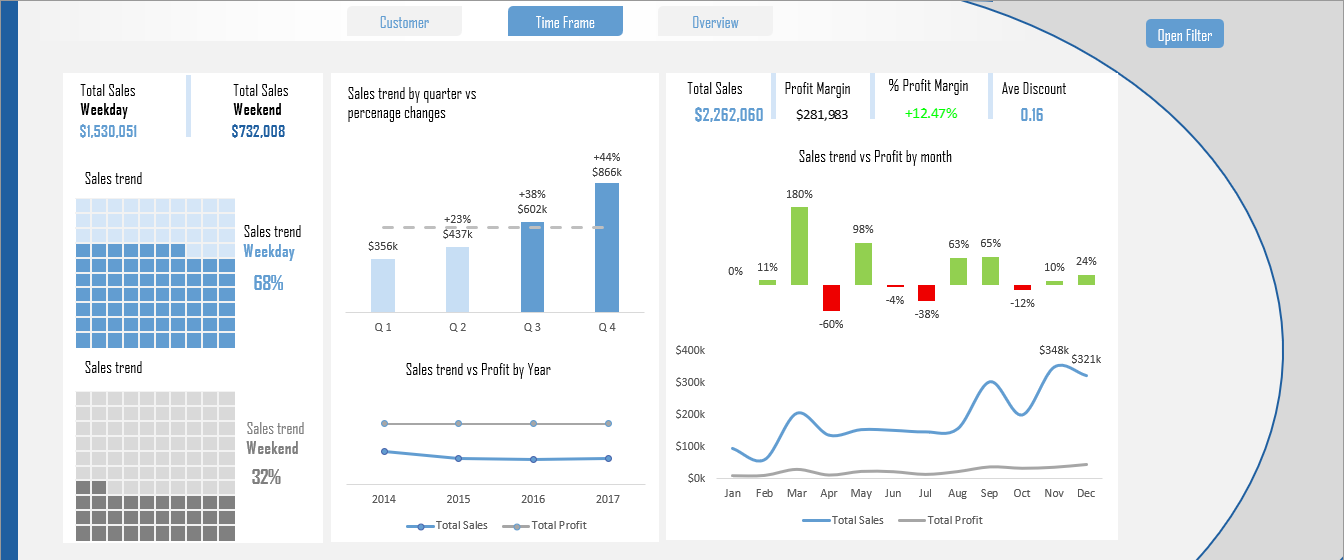 Customer
Time Frame
Overview
Open Filter
Total Sales
Weekday
$1,530,051
Total Sales
Weekend
$732,008
Sales trend
Sales trend
Weekday
68%
Sales trend
Sales trend
Weekend
32%
Sales trend by quarter vs
percenage changes
+44%
$866k
+38%
$602k
+23%
$437k
$356k
Q 1
Q 2
Q 3
Q 4
Sales trend vs Profit by Year
2014
2015
2016
2017
Total Sales
Total Profit
Total Sales
$2,262,060
Profit Margin
$281,983
% Profit Margin
+12.47%
Ave Discount
0.16
Sales trend vs Profit by month
0%
11%
180%
-60%
98%
-4%
-38%
63%
65%
-12%
10%
24%
$400k
$300k
$200k
$100k
$0k
$348k
$321k
Jan
Feb
Mar
Apr
May
Jun
Jul
Aug
Sep
Oct
Nov
Dec
Total Sales
Total Profit